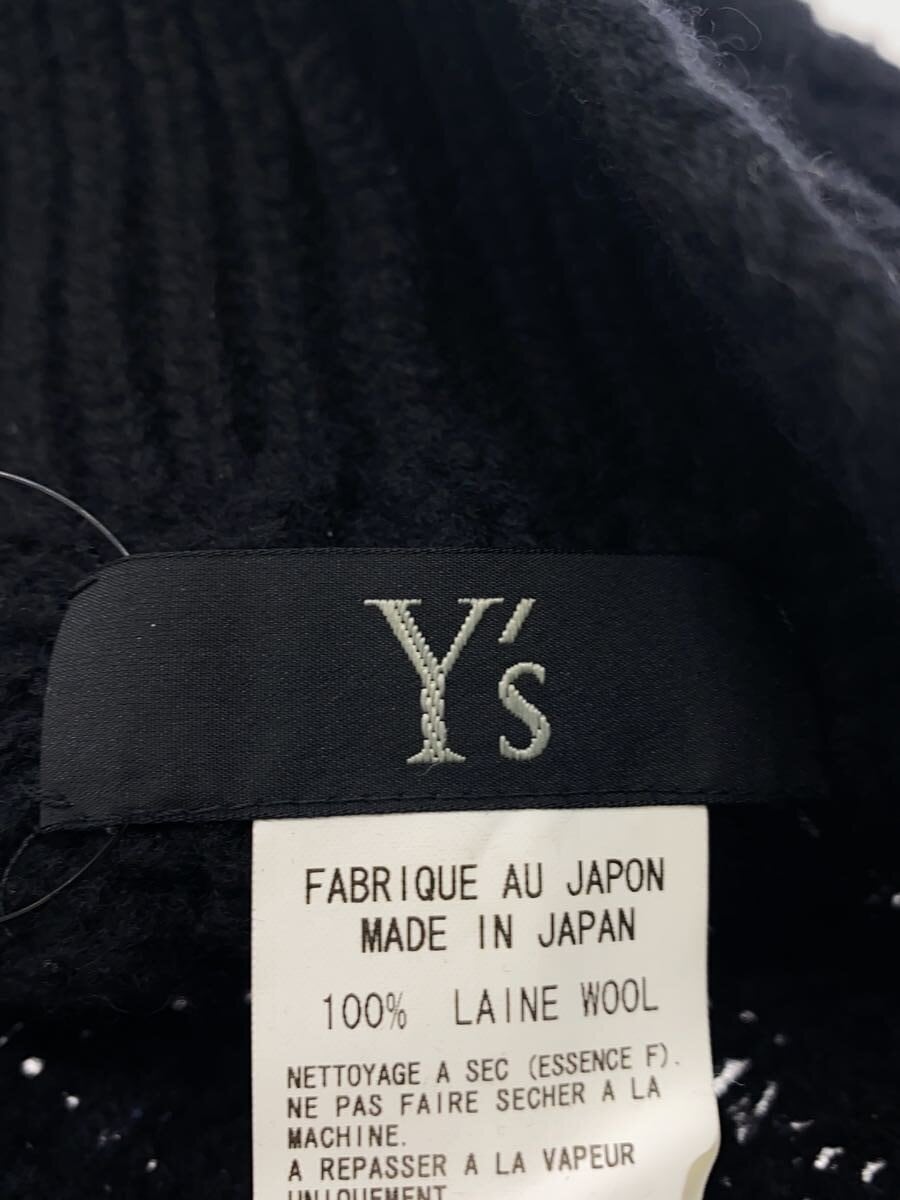 Y's
FABRIQUE AU JAPON
MADE IN JAPAN
100% LAINE WOOL
NETTOYAGE A SEC (ESSENCE F).
NE PAS FAIRE SECHER A LA
MACHINE.
A REPASSER A LA VAPEUR
UNIQUEMENT